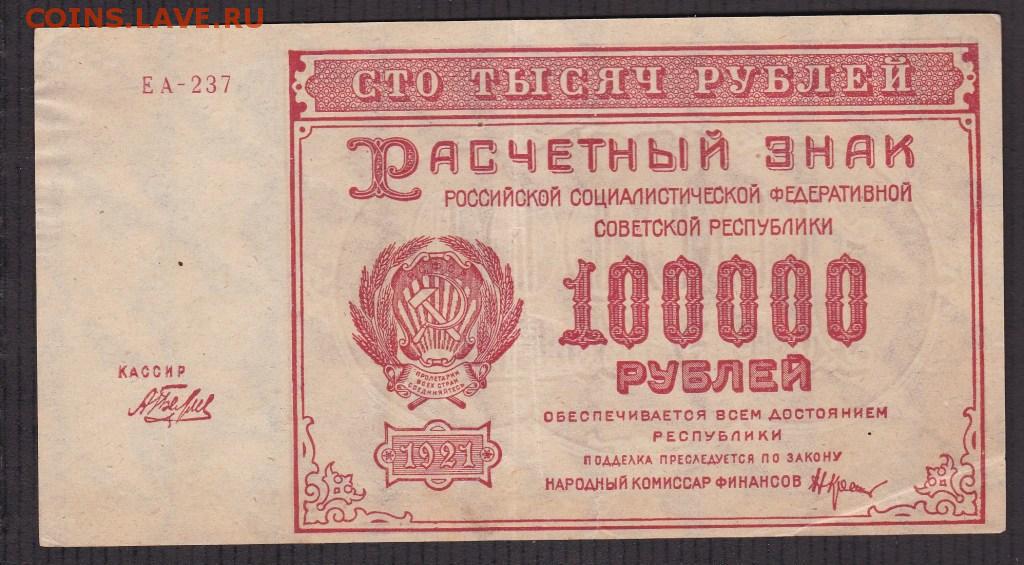 COINS.LAVE.RU
ЕА-237
СТО ТЫСЯЧ РУБЛЕЙ
РАСЧЕТНЫЙ ЗНАК
РОССИЙСКОЙ СОЦИАЛИСТИЧЕСКОЙ ФЕДЕРАТИВНОЙ
СОВЕТСКОЙ РЕСПУБЛИКИ
100000
РУБЛЕЙ
ПРОЛЕТАРИИ
ВСЕХ СТРАН
СОЕДИНЯЙТЕСЬ
КАССИР
ОБЕСПЕЧИВАЕТСЯ ВСЕМ ДОСТОЯНИЕМ
РЕСПУБЛИКИ
1921
ПОДДЕЛКА ПРЕСЛЕДУЕТСЯ ПО ЗАКОНУ
НАРОДНЫЙ КОМИССАР ФИНАНСОВ